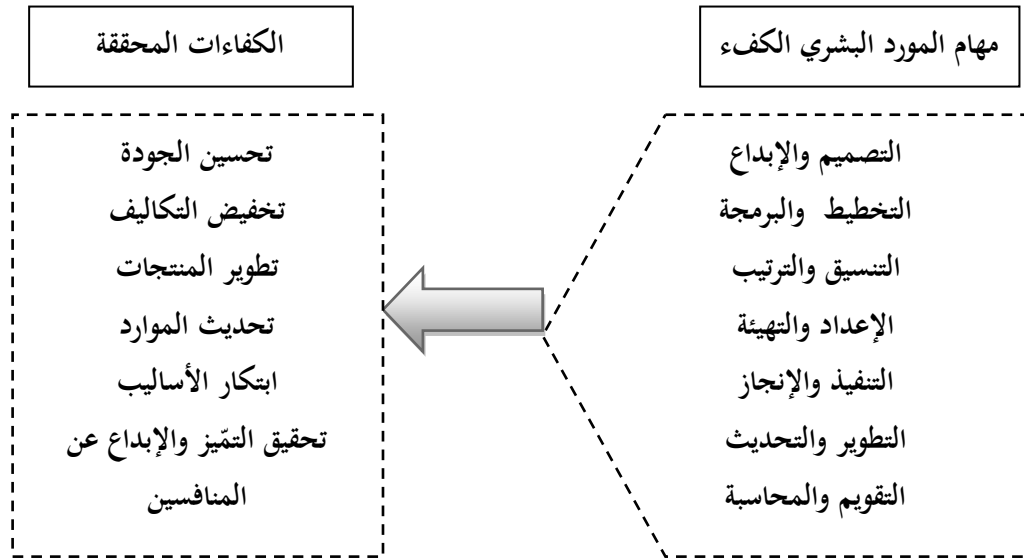 مهام المورد البشري الكفء
التصميم والإبداع
التخطيط والبرمجة
التنسيق والترتيب
الإعداد والتهيئة
التنفيذ والإنجاز
التطوير والتحديث
التقويم والمحاسبة
الكفاءات المحققة
تحسين الجودة
تخفيض التكاليف
تطوير المنتجات
تحديث الموارد
ابتكار الأساليب
تحقيق التمّيز والإبداع عن
المنافسين